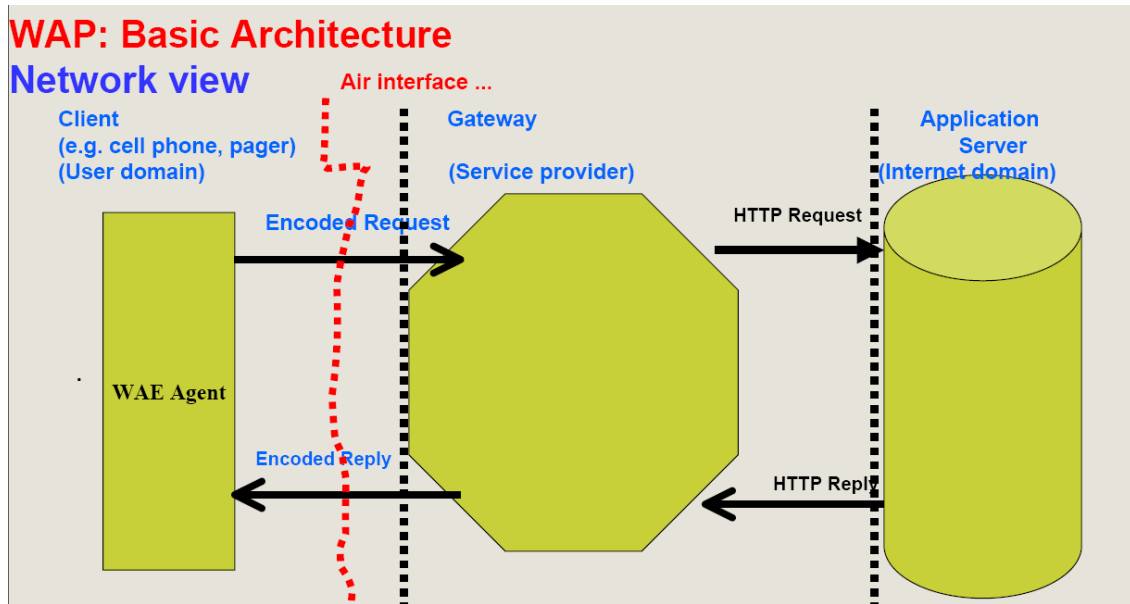 WAP: Basic Architecture
Network view
Air interface ...
Client
(e.g. cell phone, pager)
(User domain)
Gateway
(Service provider)
Application
Server
(Internet domain)
Encoded Request
HTTP Request
WAE Agent
Encoded Reply
HTTP Reply